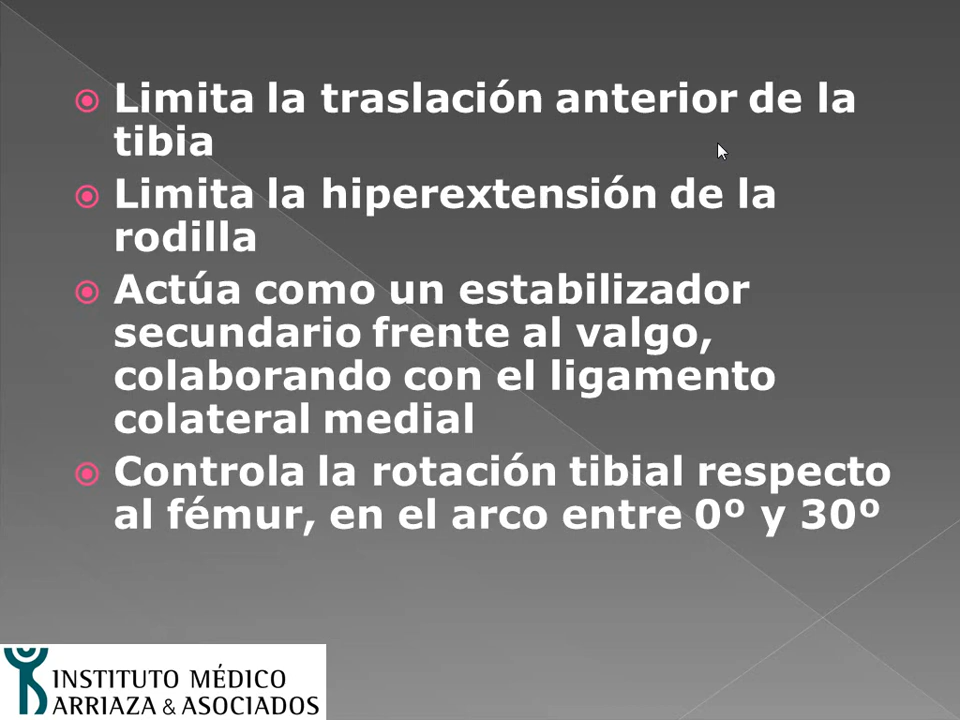 Limita la traslación anterior de la
tibia
Limita la hiperextensión de la
rodilla
Actúa como un estabilizador
secundario frente al valgo,
colaborando con el ligamento
colateral medial
Controla la rotación tibial respecto
al fémur, en el arco entre 0º y 30º
INSTITUTO MÉDICO
ARRIAZA & ASOCIADOS